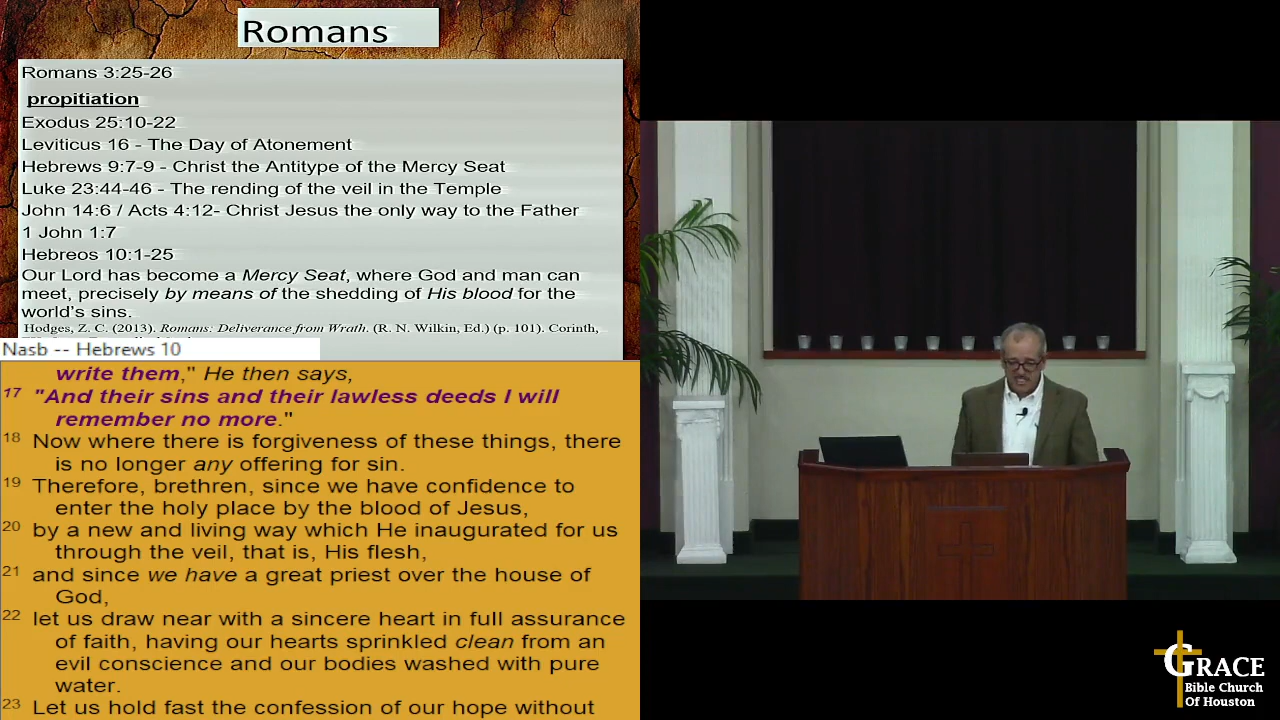 Romans
Romans 3:25-26
propitiation
Exodus 25:10-22
Leviticus 16 - The Day of Atonement
Hebrews 9:7-9 - Christ the Antitype of the Mercy Seat
Luke 23:44-46 - The rending of the veil in the Temple
John 14:6 / Acts 4:12- Christ Jesus the only way to the Father
1 John 1:7
Hebreos 10:1-25
Our Lord has become a Mercy Seat, where God and man can
meet, precisely by means of the shedding of His blood for the
world's sins.
Hodges, Z. C. (2013). Romans: Deliverance from Wrath. (R. N. Wilkin, Ed.) (p. 101). Corinth,
Nasb -- Hebrews 10
write them," He then says,
17 "And their sins and their lawless deeds I will
remember no more."
18 Now where there is forgiveness of these things, there
is no longer any offering for sin.
19 Therefore, brethren, since we have confidence to
enter the holy place by the blood of Jesus,
20 by a new and living way which He inaugurated for us
through the veil, that is, His flesh,
21 and since we have a great priest over the house of
God,
22 let us draw near with a sincere heart in full assurance
of faith, having our hearts sprinkled clean from an
evil conscience and our bodies washed with pure
water.
23 Let us hold fast the confession of our hope without
GRACE
Bible Church
Of Houston